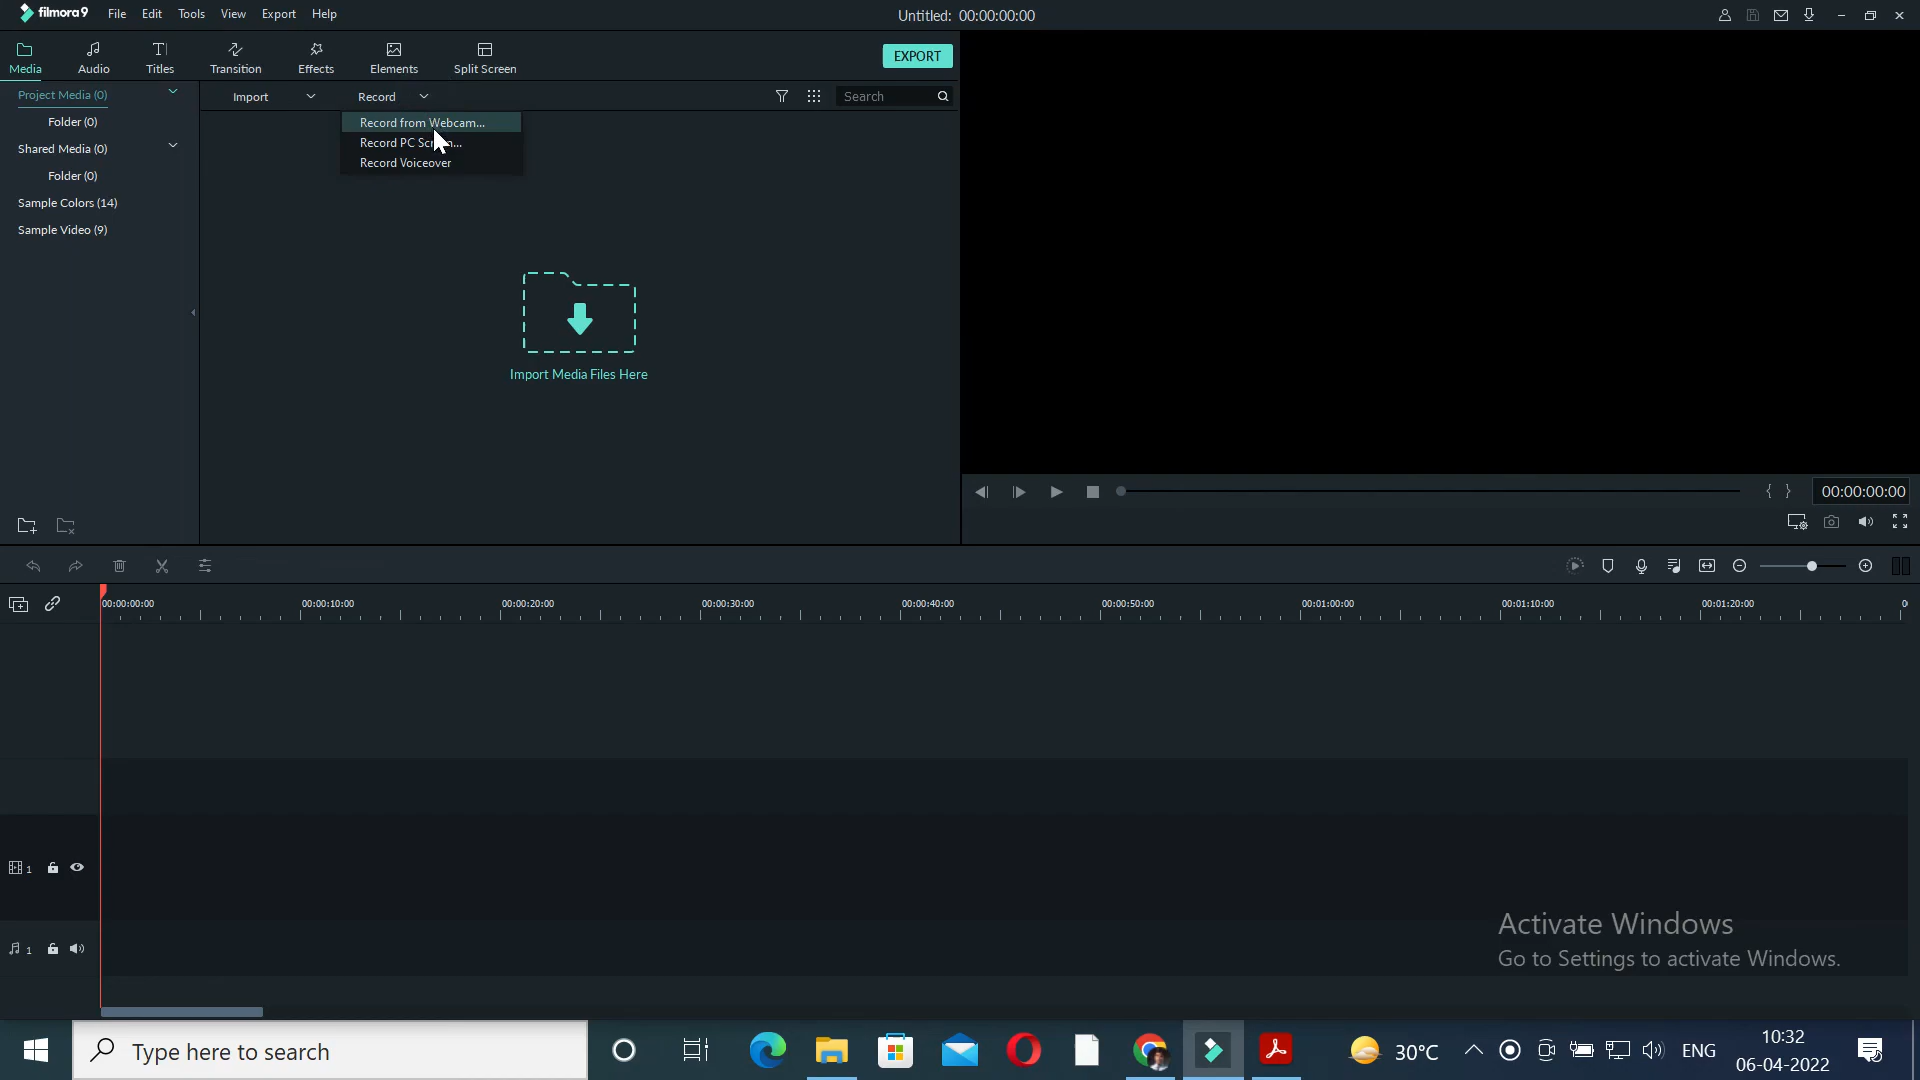 filmora9 File Edit Tools View Export Help Untitled: 00:00:00:00
Media Audio Titles Transition Effects Elements Split Screen EXPORT
Project Media (0) Import Record Search
Folder (0) Record from Webcam...
Shared Media (0) Record PC
Folder (0) Record Voiceover
Sample Colors (14)
Sample Video (9)
Import Media Files Here
{ } 00:00:00:00
00:00:00:00 00:00:10:00 00:00:20:00 00:00:30:00 00:00:40:00 00:00:50:00 00:01:00:00 00:01:10:00 00:01:20:00
1
1
Activate Windows
Go to Settings to activate Windows.
Type here to search 30°C ENG 10:32
06-04-2022